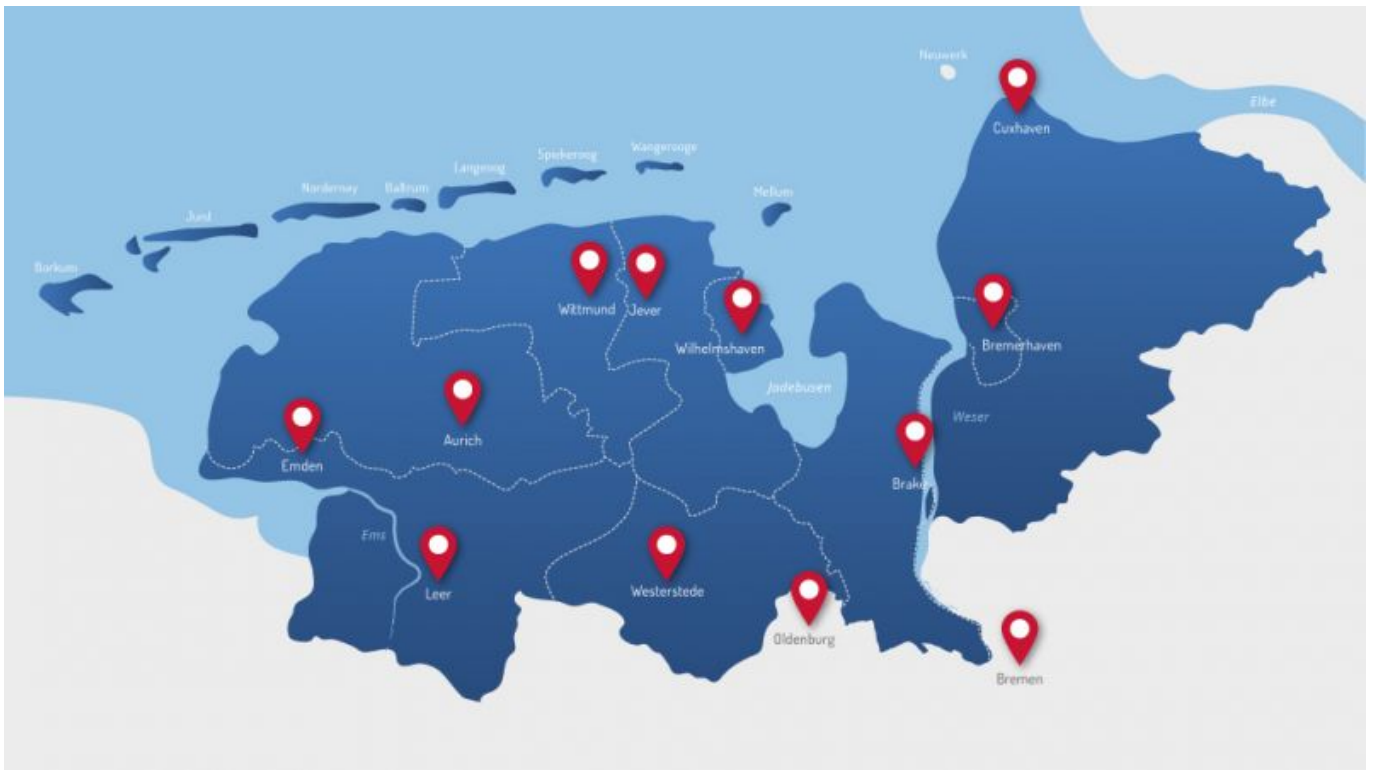 Neuwerk
Elbe
Cuxhaven
Wangerooge
Spiekeroog
Langeoog
Baltrum
Norderney
Mellum
Juist
Borkum
Wittmund
Jever
Wilhelmshaven
Bremerhaven
Jadebusen
Weser
Aurich
Emden
Brake
Ems
Leer
Westerstede
Oldenburg
Bremen